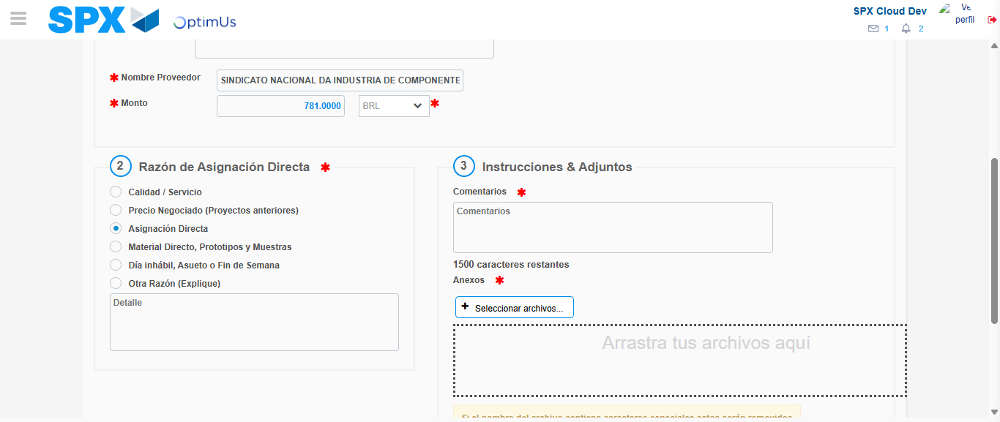 SPX OptimUs
SPX Cloud Dev
1 2
Ve
perfil
* Nombre Proveedor SINDICATO NACIONAL DA INDUSTRIA DE COMPONENTE
* Monto 781.0000 BRL *
2 Razón de Asignación Directa *
Calidad / Servicio
Precio Negociado (Proyectos anteriores)
Asignación Directa
Material Directo, Prototipos y Muestras
Día inhábil, Asueto o Fin de Semana
Otra Razón (Explique)
Detalle
3 Instrucciones & Adjuntos
Comentarios *
Comentarios
1500 caracteres restantes
Anexos *
+ Seleccionar archivos...
Arrastra tus archivos aquí
Si el nombre del archivo contiene caracteres especiales estos serán removidos